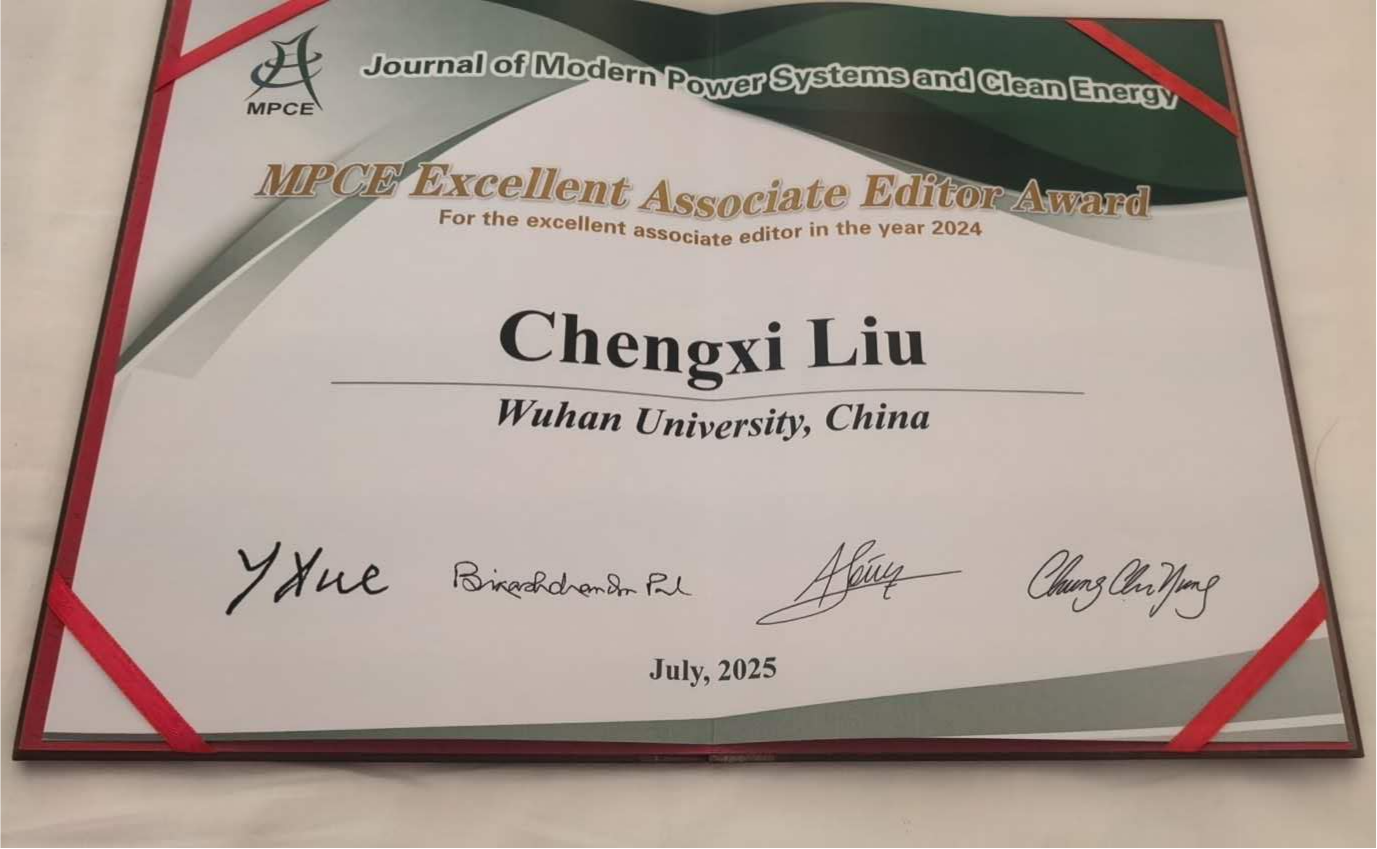 MPCE
Journal of Modern Power Systems and Clean Energy
MPCE Excellent Associate Editor Award
For the excellent associate editor in the year 2024
Chengxi Liu
Wuhan University, China
Y Xue
July, 2025